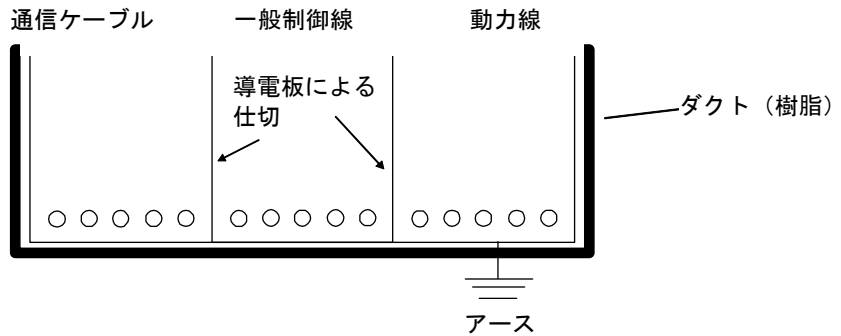 通信ケーブル
一般制御線
動力線
導電板による
仕切
ダクト（樹脂）
アース